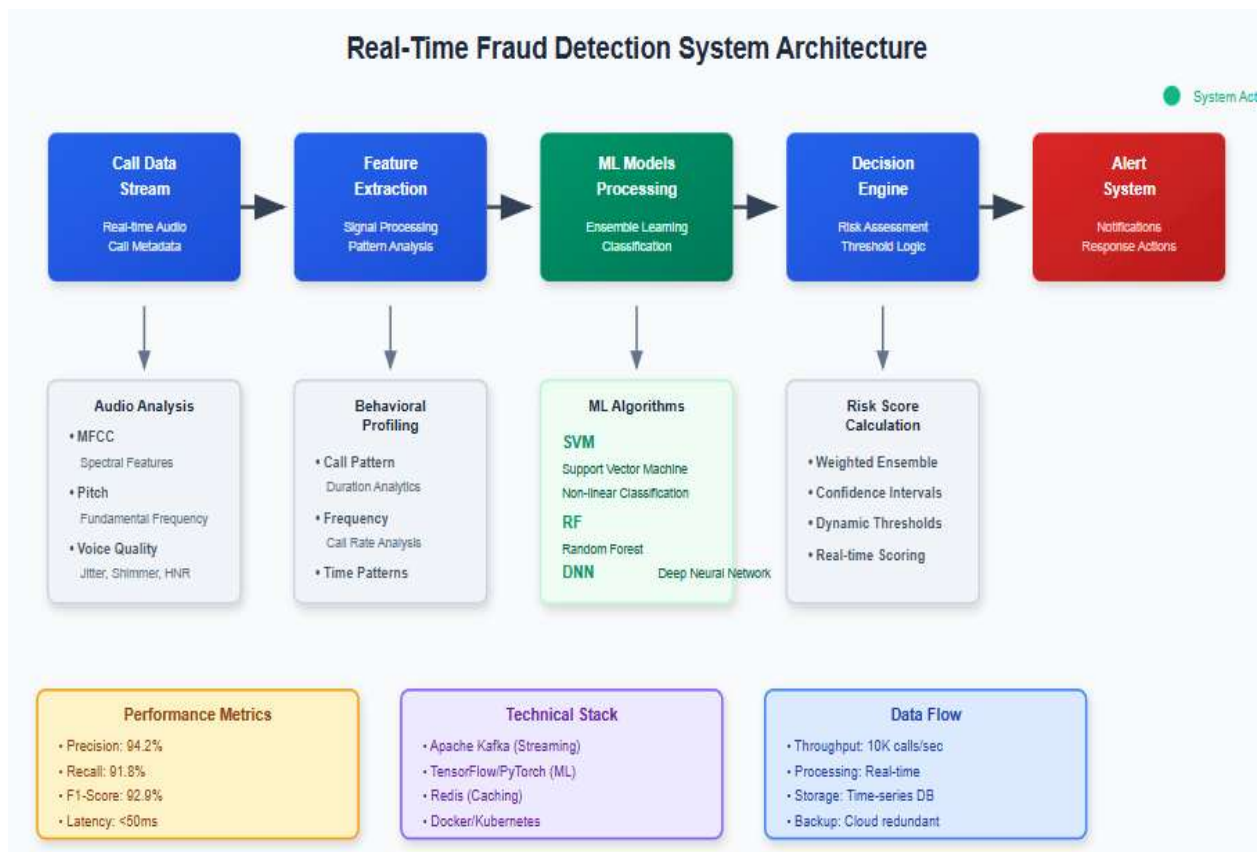 Real-Time Fraud Detection System Architecture
System Act
Call Data
Stream
Real-time Audio
Call Metadata
Feature
Extraction
Signal Processing
Pattern Analysis
ML Models
Processing
Ensemble Learning
Classification
Decision
Engine
Risk Assessment
Threshold Logic
Alert
System
Notifications
Response Actions
Audio Analysis
• MFCC
Spectral Features
• Pitch
Fundamental Frequency
• Voice Quality
Jitter, Shimmer, HNR
Behavioral
Profiling
• Call Pattern
Duration Analytics
• Frequency
Call Rate Analysis
• Time Patterns
ML Algorithms
SVM
Support Vector Machine
Non-linear Classification
RF
Random Forest
DNN Deep Neural Network
Risk Score
Calculation
• Weighted Ensemble
• Confidence Intervals
• Dynamic Thresholds
• Real-time Scoring
Performance Metrics
• Precision: 94.2%
• Recall: 91.8%
• F1-Score: 92.9%
• Latency: <50ms
Technical Stack
• Apache Kafka (Streaming)
• TensorFlow/PyTorch (ML)
• Redis (Caching)
• Docker/Kubernetes
Data Flow
• Throughput: 10K calls/sec
• Processing: Real-time
• Storage: Time-series DB
• Backup: Cloud redundant